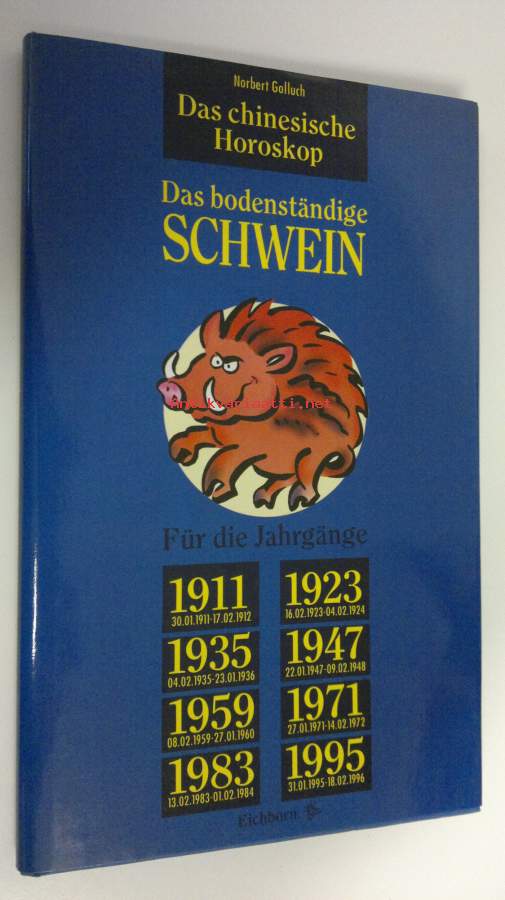 Norbert Golluch
Das chinesische
Horoskop
Das bodenständige
SCHWEIN
antikvariaatti.net
Für die Jahrgänge
1911
30.01.1911-17.02.1912
1923
16.02.1923-04.02.1924
1935
04.02.1935-23.01.1936
1947
22.01.1947-09.02.1948
1959
08.02.1959-27.01.1960
1971
27.01.1971-14.02.1972
1983
13.02.1983-01.02.1984
1995
31.01.1995-18.02.1996
Eichborn